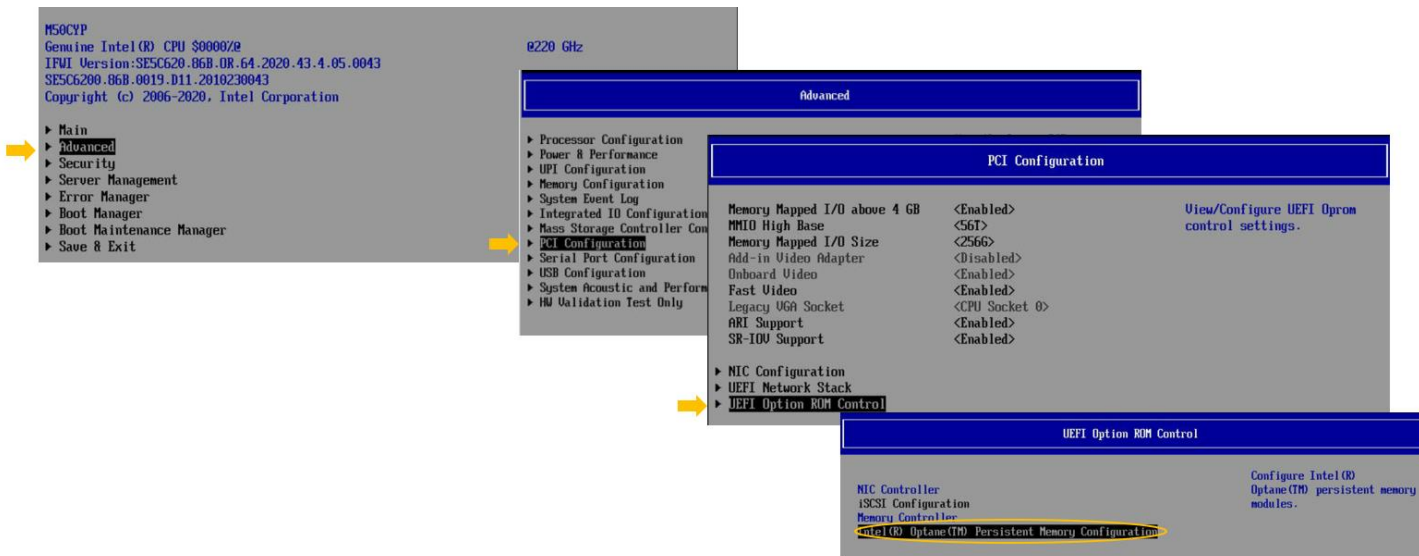 M50CYP
Genuine Intel(R) CPU $0000%@ @220 GHz
IFWI Version:SE5C620.86B.OR.64.2020.43.4.05.0043
SE5C6200.86B.0019.D11.2010230043
Copyright (c) 2006-2020, Intel Corporation
Main
Advanced
Security
Server Management
Error Manager
Boot Manager
Boot Maintenance Manager
Save & Exit
Advanced
Processor Configuration
Power & Performance
UPI Configuration
Memory Configuration
System Event Log
Integrated IO Configuration
Mass Storage Controller Con
PCI Configuration
Serial Port Configuration
USB Configuration
System Acoustic and Perform
HW Validation Test Only
PCI Configuration
Memory Mapped I/O above 4 GB <Enabled>
MMIO High Base <56T>
Memory Mapped I/O Size <256G>
Add-in Video Adapter <Disabled>
Onboard Video <Enabled>
Fast Video <Enabled>
Legacy VGA Socket <CPU Socket 0>
ARI Support <Enabled>
SR-IOV Support <Enabled>
NIC Configuration
UEFI Network Stack
UEFI Option ROM Control
View/Configure UEFI Oprom
control settings.
UEFI Option ROM Control
NIC Controller
iSCSI Configuration
Memory Controller
Intel(R) Optane(TM) Persistent Memory Configuration
Configure Intel(R)
Optane(TM) persistent memory
modules.